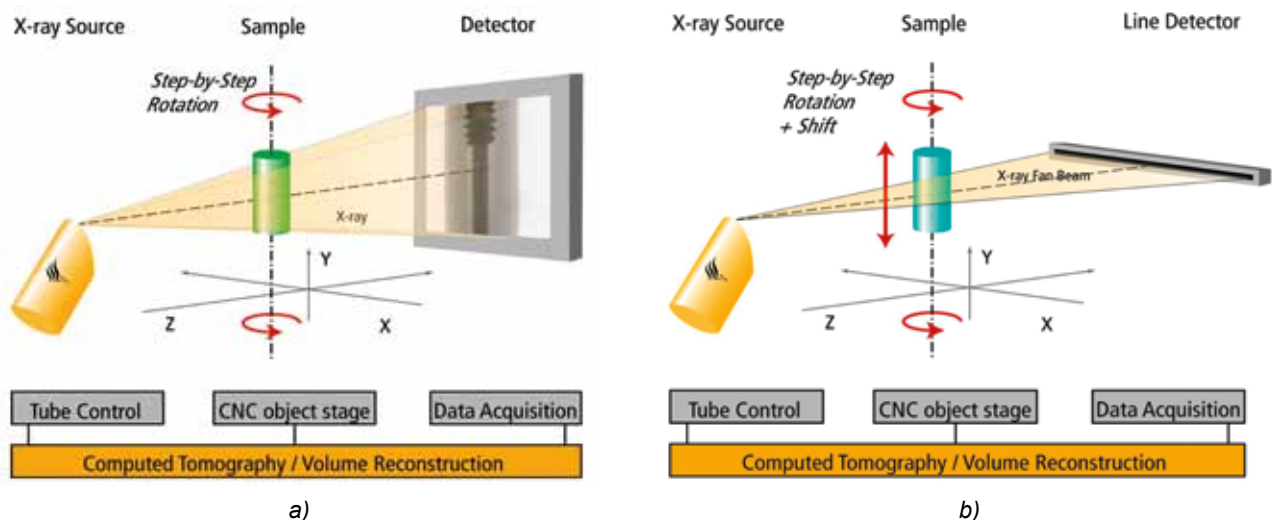 X-ray Source
Sample
Detector
Step-by-Step
Rotation
X-ray
Y
Z
X
Tube Control
CNC object stage
Data Acquisition
Computed Tomography / Volume Reconstruction
a)
X-ray Source
Sample
Line Detector
Step-by-Step
Rotation
+ Shift
X-ray Fan Beam
Y
Z
X
Tube Control
CNC object stage
Data Acquisition
Computed Tomography / Volume Reconstruction
b)